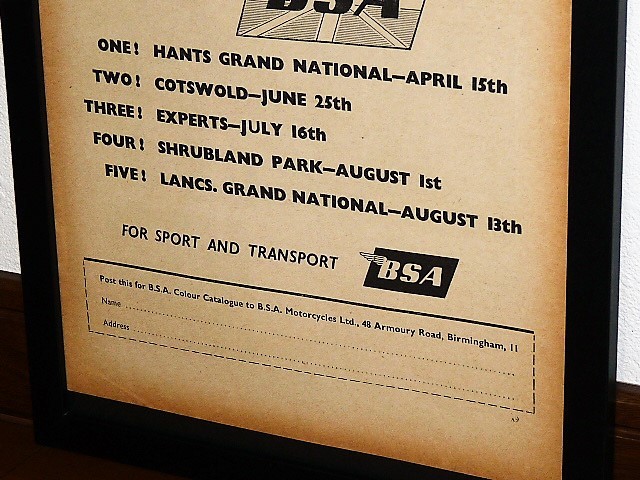 BSA
ONE! HANTS GRAND NATIONAL—APRIL 15th
TWO! COTSWOLD—JUNE 25th
THREE! EXPERTS—JULY 16th
FOUR! SHRUBLAND PARK—AUGUST 1st
FIVE! LANCS. GRAND NATIONAL—AUGUST 13th
FOR SPORT AND TRANSPORT BSA
Post this for B.S.A. Colour Catalogue to B.S.A. Motorcycles Ltd., 48 Armoury Road, Birmingham, 11
Name
Address